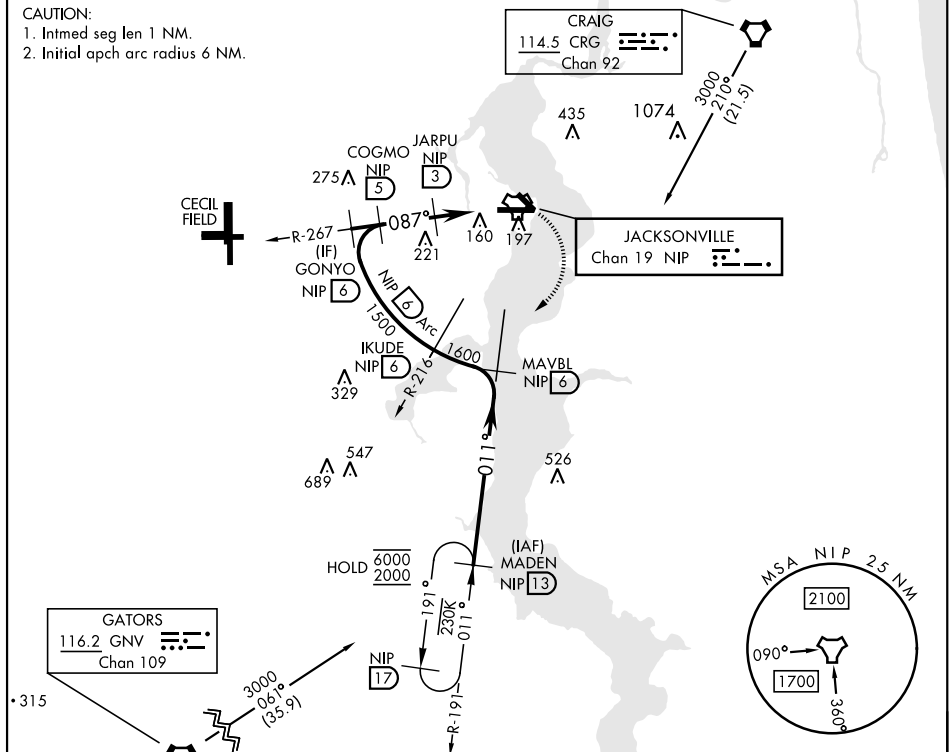 CAUTION:
1. Intmed seg len 1 NM.
2. Initial apch arc radius 6 NM.
CRAIG
114.5 CRG
Chan 92
3000
210°
(21.5)
435
1074
COGMO
NIP
5
JARPU
NIP
3
275
CECIL
FIELD
R-267
087°
(IF)
GONYO
NIP 6
221
160
197
JACKSONVILLE
Chan 19 NIP
NIP 6 Arc
1500
1600
IKUDE
NIP 6
R-216
MAVBL
NIP 6
329
011°
547
689
526
HOLD 6000
2000
(IAF)
MADEN
NIP 13
191°
230K
011°
NIP
17
R-191
GATORS
116.2 GNV
Chan 109
3000
061°
(35.9)
315
MSA NIP 25 NM
2100
090°
1700
360°